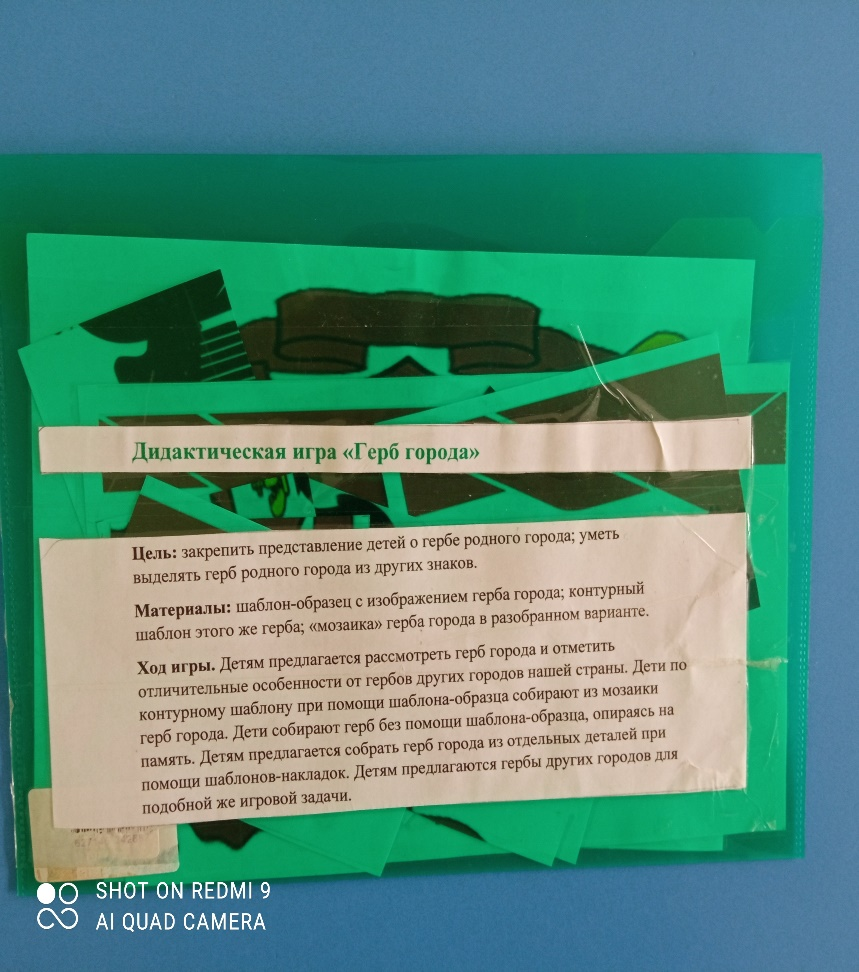 Дидактическая игра «Герб города»
Цель: закрепить представление детей о гербе родного города; уметь
выделять герб родного города из других знаков.
Материалы: шаблон-образец с изображением герба города; контурный
шаблон этого же герба; «мозаика» герба города в разобранном варианте.
Ход игры. Детям предлагается рассмотреть герб города и отметить
отличительные особенности от гербов других городов нашей страны. Дети по
контурному шаблону при помощи шаблона-образца собирают из мозаики
герб города. Дети собирают герб без помощи шаблона-образца, опираясь на
память. Детям предлагается собрать герб города из отдельных деталей при
помощи шаблонов-накладок. Детям предлагаются гербы других городов для
подобной же игровой задачи.
SHOT ON REDMI 9
AI QUAD CAMERA